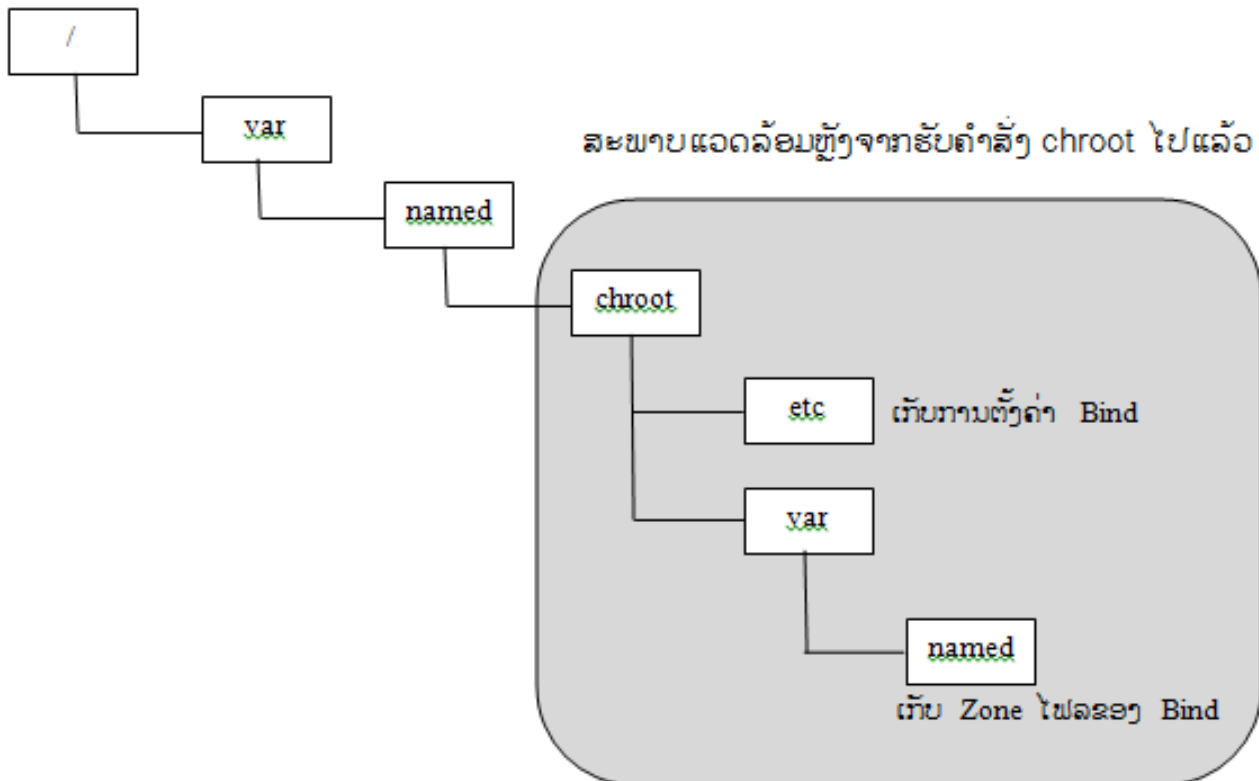 /
var
ສະພາບແວດລ້ອມຫຼັງຈາກຮັບຄຳສັ່ງ chroot ໄປແລ້ວ
named
chroot
etc
ເກັບການຕັ້ງຄ່າ Bind
var
named
ເກັບ Zone ໄຟລຂອງ Bind